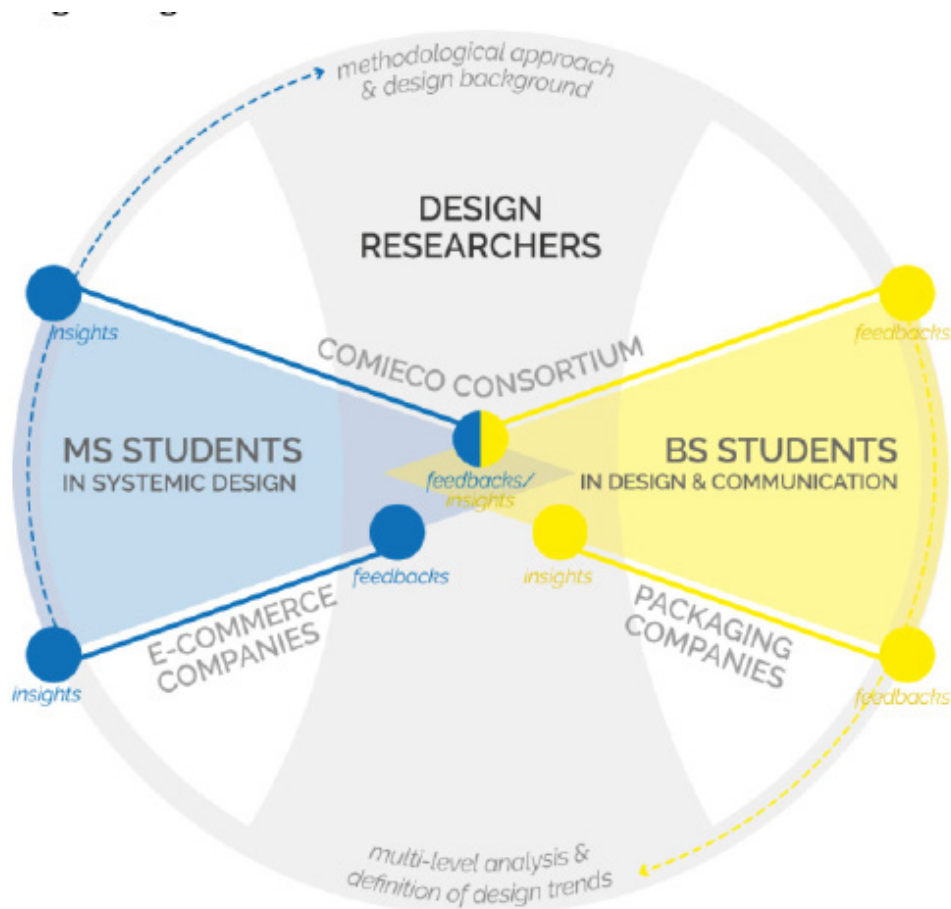 methodological approach
& design background
DESIGN
RESEARCHERS
insights
feedbacks
COMIECO CONSORTIUM
MS STUDENTS
IN SYSTEMIC DESIGN
feedbacks/
insights
BS STUDENTS
IN DESIGN & COMMUNICATION
feedbacks
insights
E-COMMERCE
COMPANIES
PACKAGING
COMPANIES
insights
feedbacks
multi-level analysis &
definition of design trends